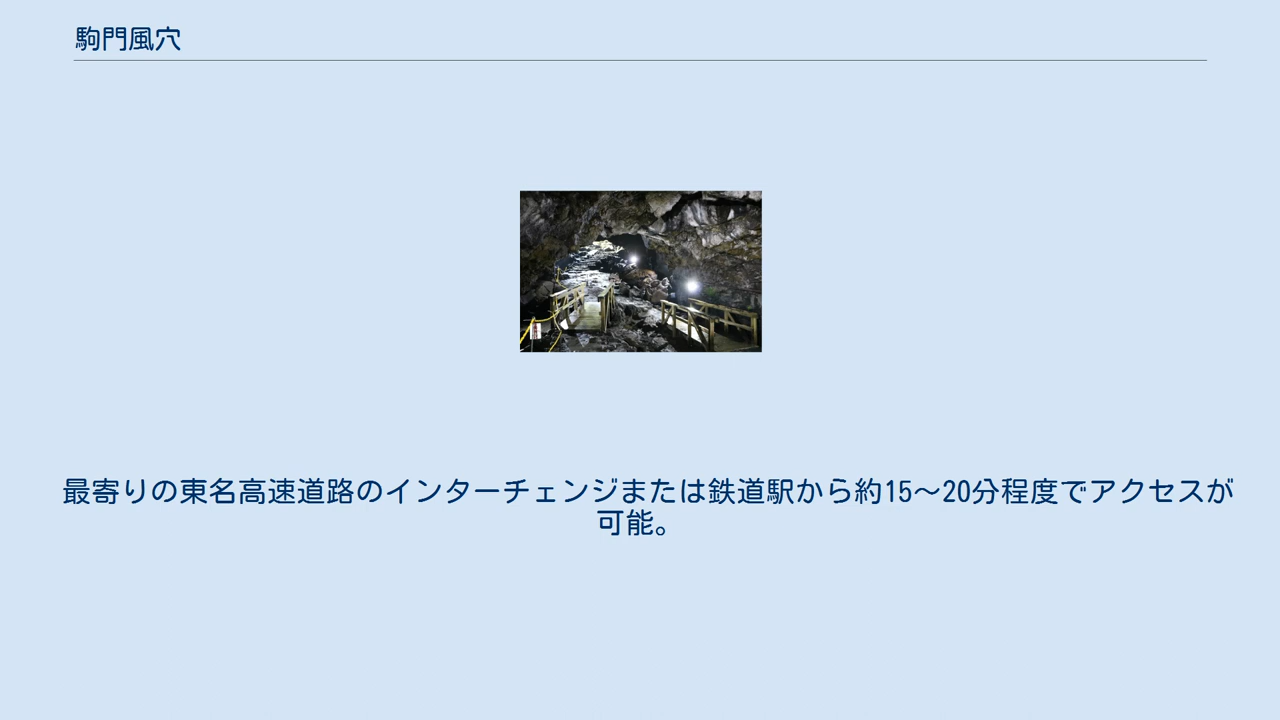 駒門風穴
最寄りの東名高速道路のインターチェンジまたは鉄道駅から約15～20分程度でアクセスが
可能。